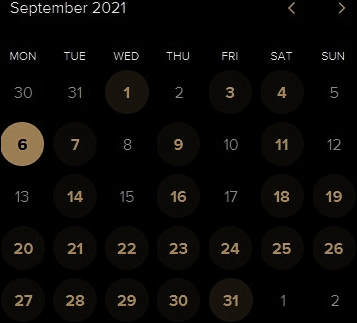 September 2021
MON TUE WED THU FRI SAT SUN
30 31 1 2 3 4 5
6 7 8 9 10 11 12
13 14 15 16 17 18 19
20 21 22 23 24 25 26
27 28 29 30 31 1 2